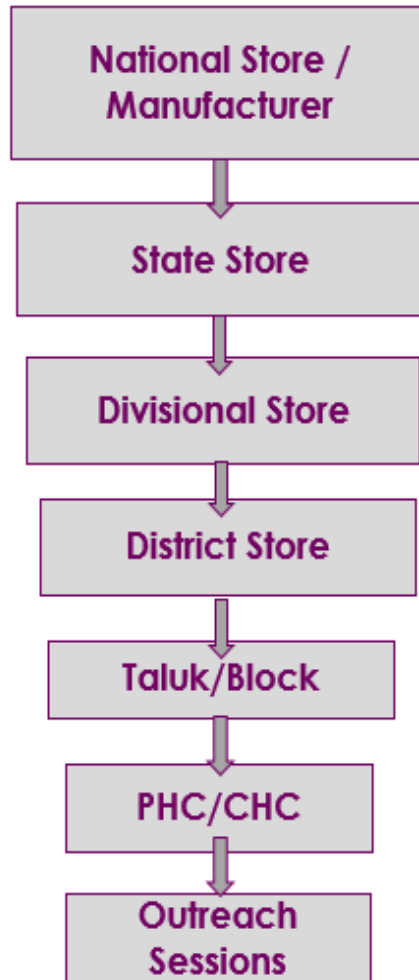 National Store /
Manufacturer
State Store
Divisional Store
District Store
Taluk/Block
PHC/CHC
Outreach
Sessions